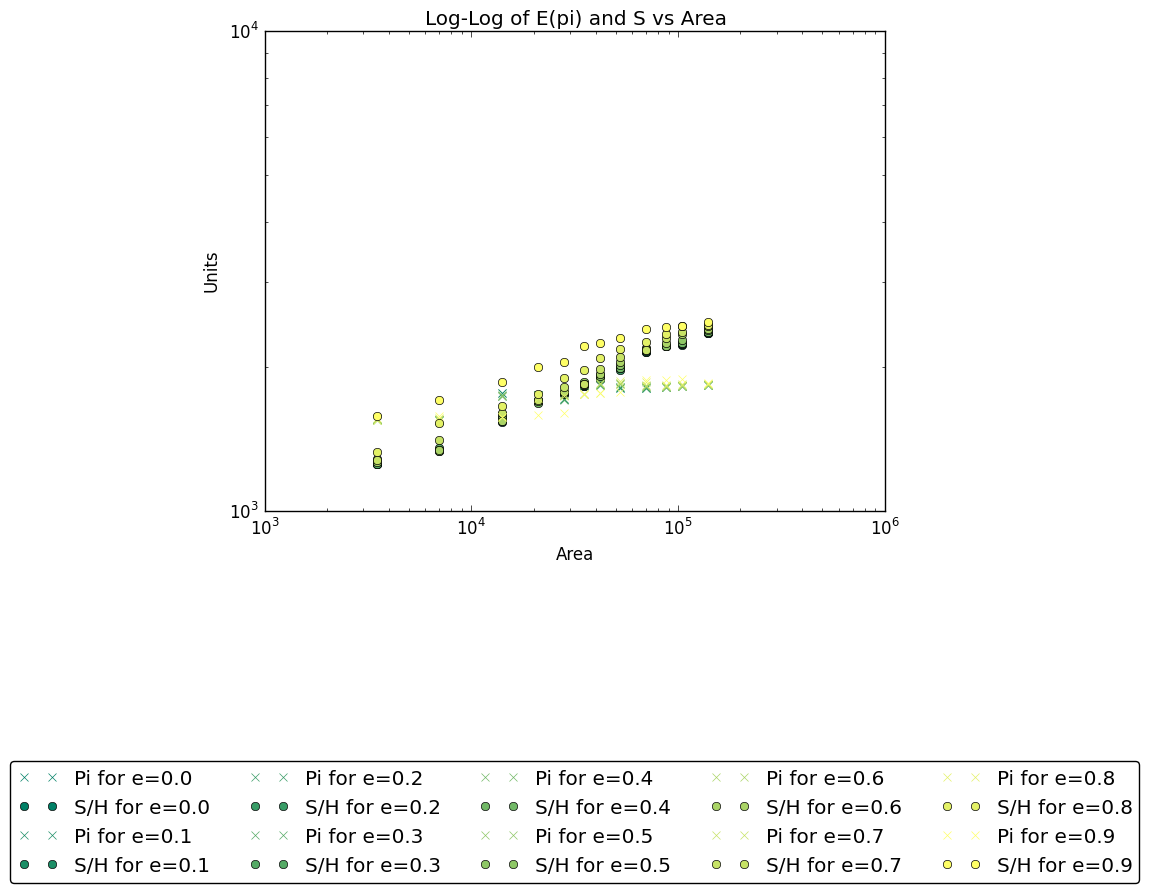 Log-Log of E(pi) and S vs Area
10^4
Units
10^3
10^3 10^4 10^5 10^6
Area
Pi for e=0.0 Pi for e=0.2 Pi for e=0.4 Pi for e=0.6 Pi for e=0.8
S/H for e=0.0 S/H for e=0.2 S/H for e=0.4 S/H for e=0.6 S/H for e=0.8
Pi for e=0.1 Pi for e=0.3 Pi for e=0.5 Pi for e=0.7 Pi for e=0.9
S/H for e=0.1 S/H for e=0.3 S/H for e=0.5 S/H for e=0.7 S/H for e=0.9